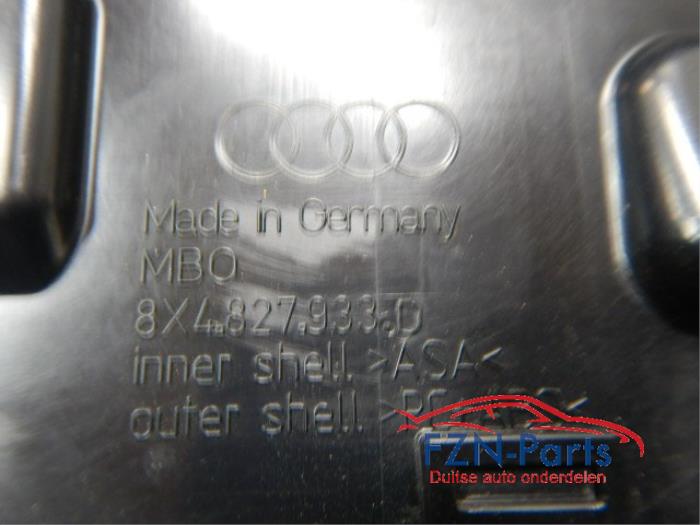 Made in Germany
MBO
8X4.827.933.D
inner shell >ASA<
outer shell
FZN-Parts
Duitse auto onderdelen